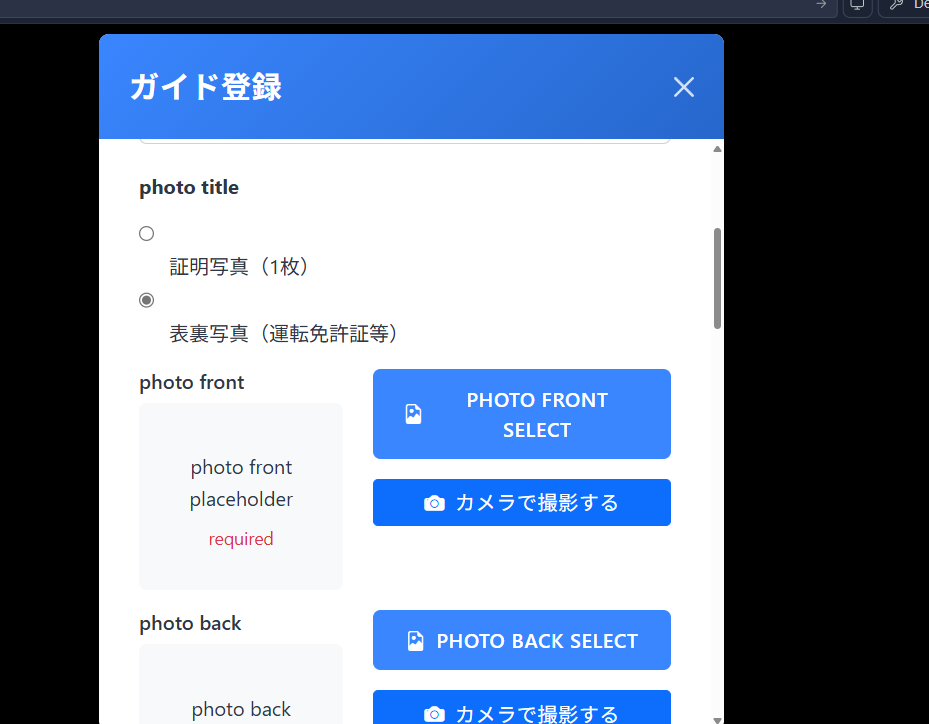 De
ガイド登録
photo title
証明写真（1枚）
表裏写真（運転免許証等）
photo front
photo front
placeholder
required
PHOTO FRONT
SELECT
カメラで撮影する
photo back
photo back
PHOTO BACK SELECT
カメラで撮影する